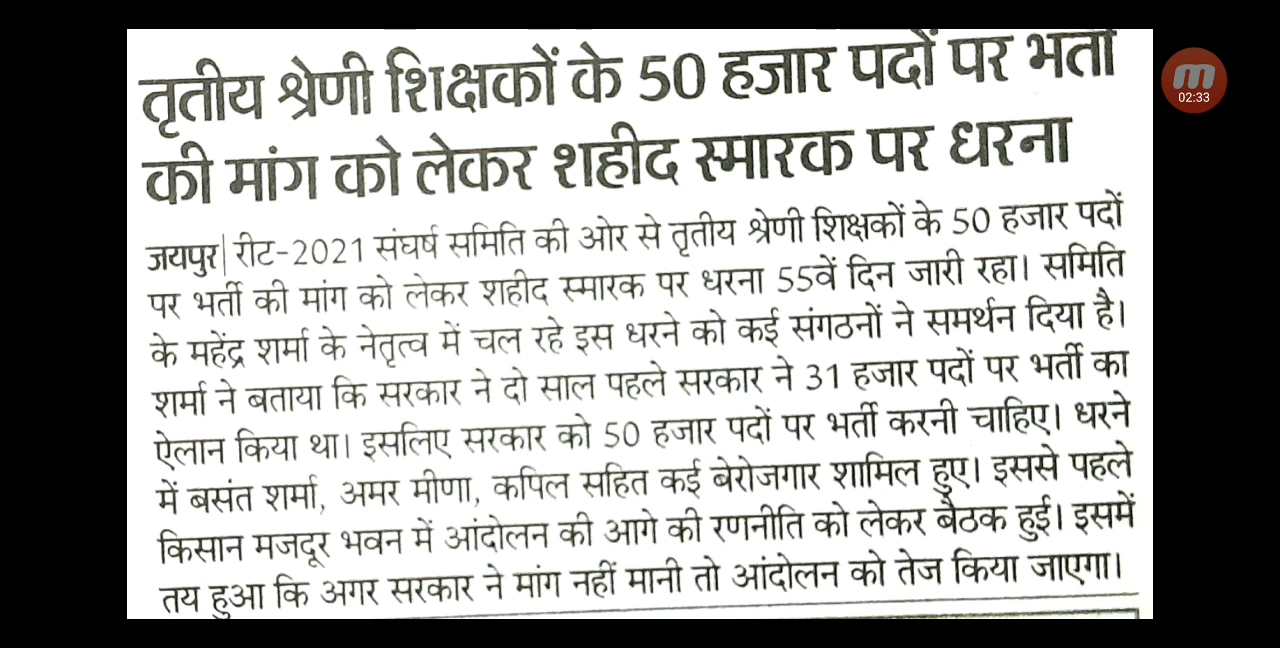 तृतीय श्रेणी शिक्षकों के 50 हजार पदों पर भर्ती
की मांग को लेकर शहीद स्मारक पर धरना
जयपुर| रीट-2021 संघर्ष समिति की ओर से तृतीय श्रेणी शिक्षकों के 50 हजार पदों
पर भर्ती की मांग को लेकर शहीद स्मारक पर धरना 55वें दिन जारी रहा। समिति
के महेंद्र शर्मा के नेतृत्व में चल रहे इस धरने को कई संगठनों ने समर्थन दिया है।
शर्मा ने बताया कि सरकार ने दो साल पहले सरकार ने 31 हजार पदों पर भर्ती का
ऐलान किया था। इसलिए सरकार को 50 हजार पदों पर भर्ती करनी चाहिए। धरने
में बसंत शर्मा, अमर मीणा, कपिल सहित कई बेरोजगार शामिल हुए। इससे पहले
किसान मजदूर भवन में आंदोलन की आगे की रणनीति को लेकर बैठक हुई। इसमें
तय हुआ कि अगर सरकार ने मांग नहीं मानी तो आंदोलन को तेज किया जाएगा।
02:33